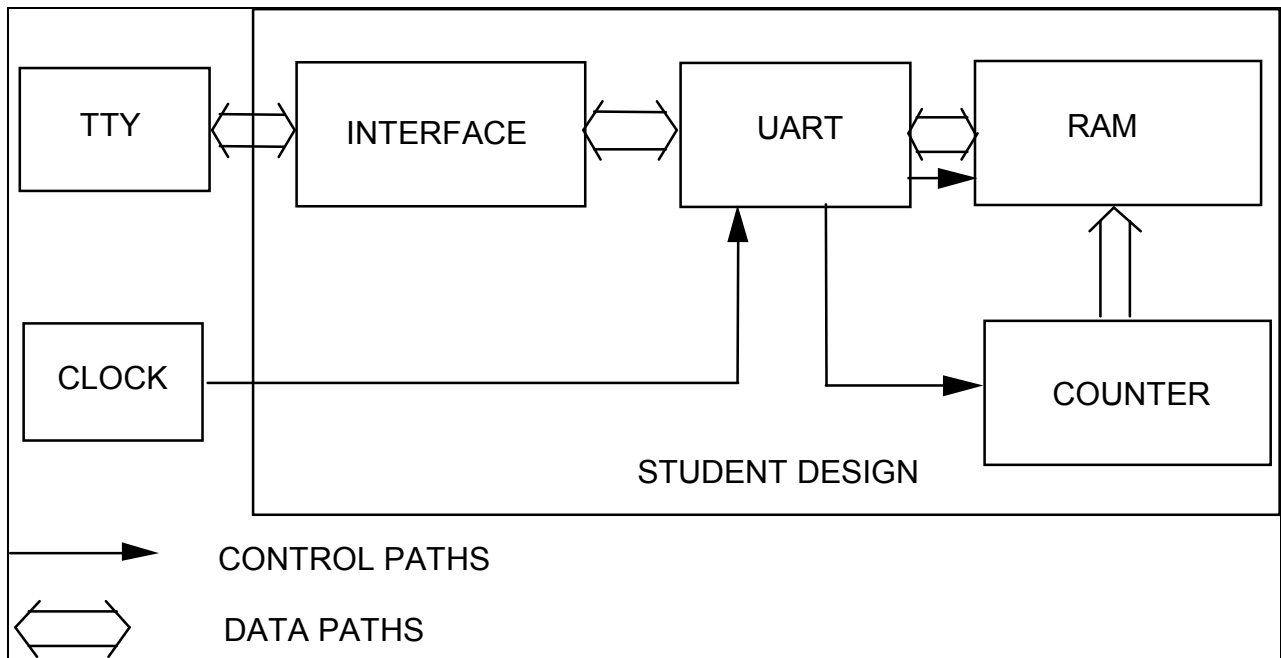 TTY
INTERFACE
UART
RAM
CLOCK
COUNTER
STUDENT DESIGN
CONTROL PATHS
DATA PATHS